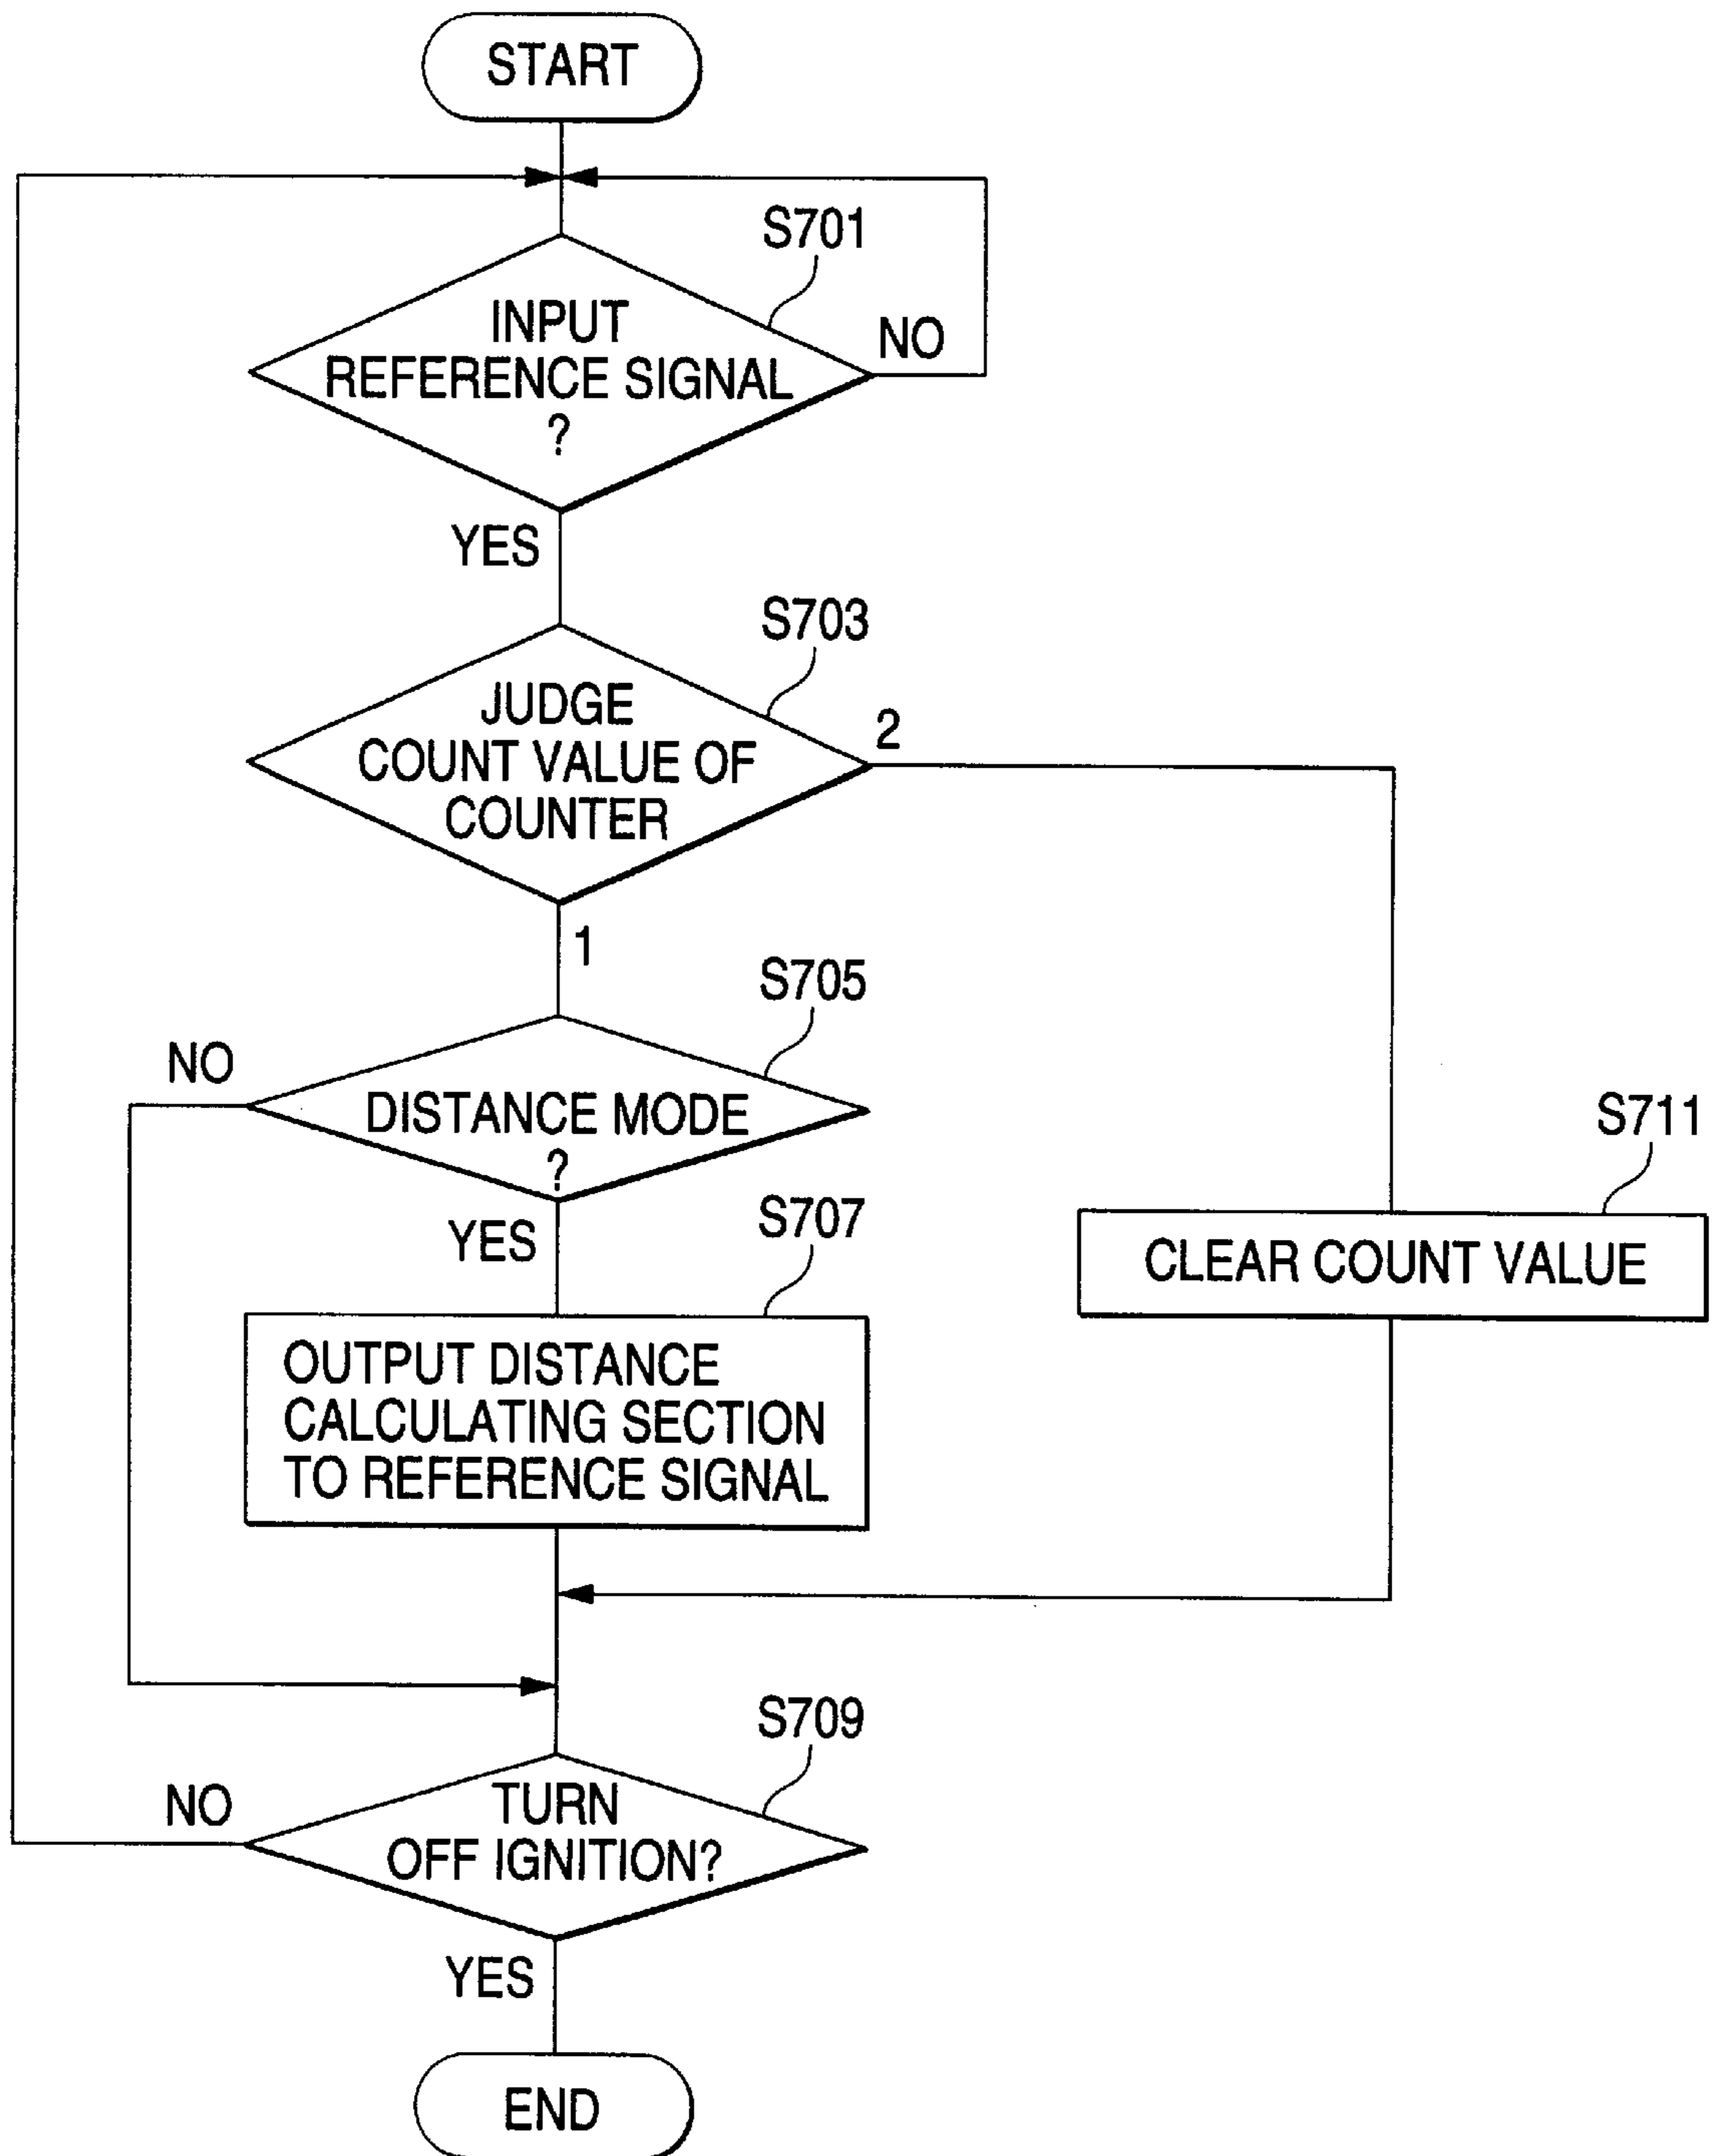 START
S701
INPUT
REFERENCE SIGNAL
?
NO
YES
S703
JUDGE
COUNT VALUE OF
COUNTER
2
1
S705
NO
DISTANCE MODE
?
S711
YES
S707
CLEAR COUNT VALUE
OUTPUT DISTANCE
CALCULATING SECTION
TO REFERENCE SIGNAL
S709
NO
TURN
OFF IGNITION?
YES
END